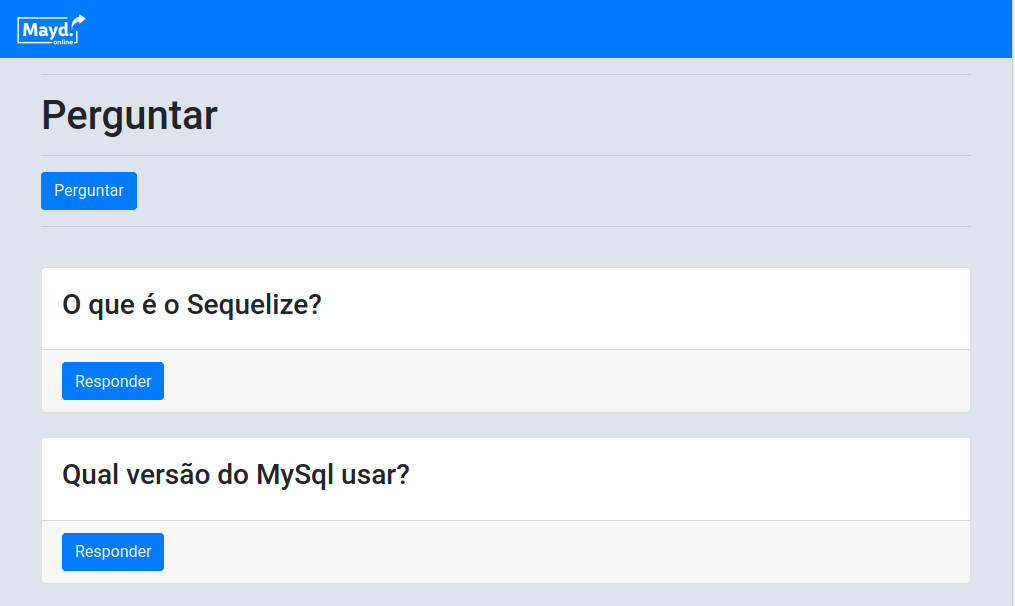 Mayd.
online
Perguntar
Perguntar
O que é o Sequelize?
Responder
Qual versão do MySql usar?
Responder